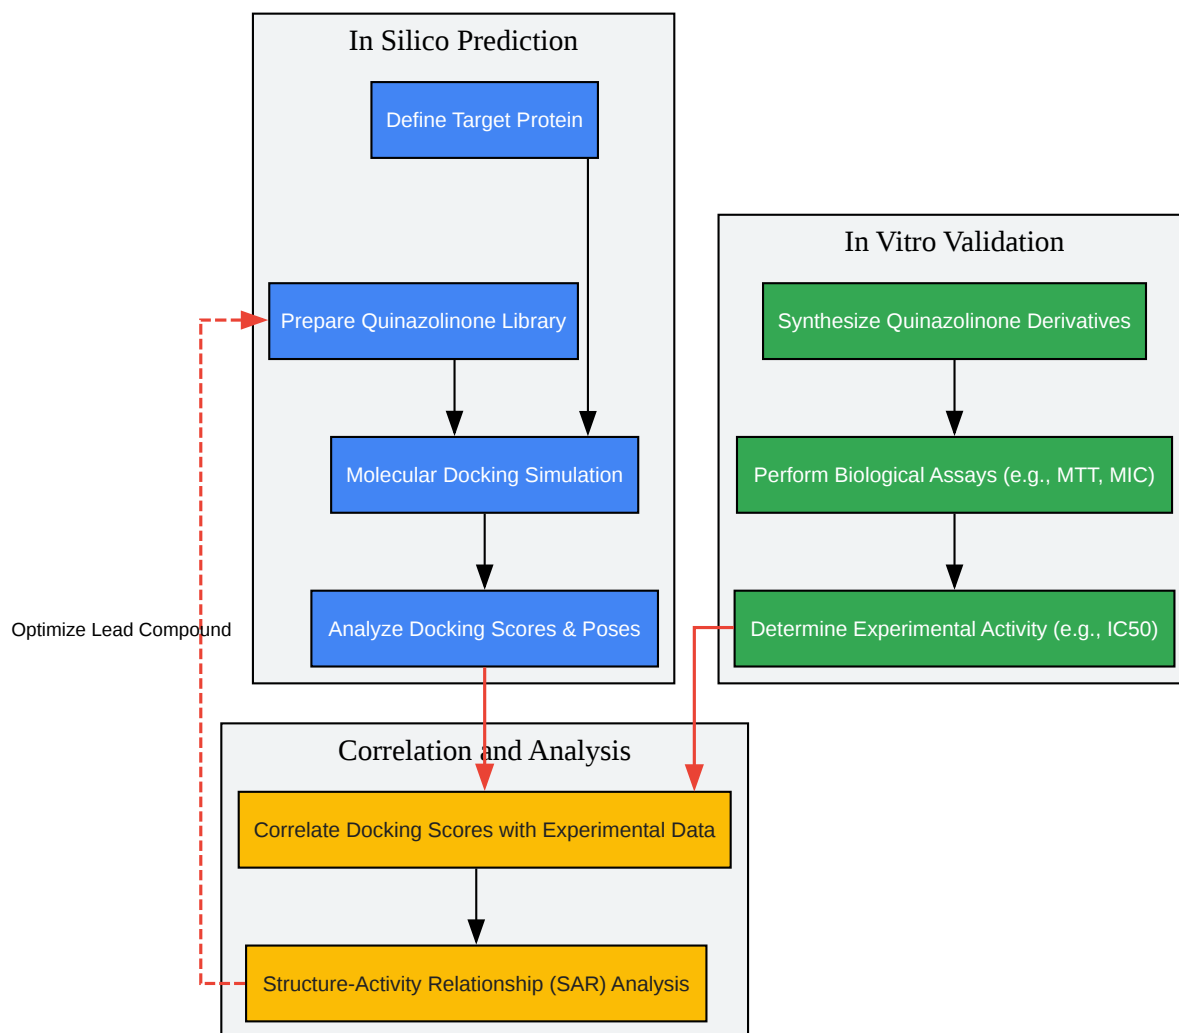 In Silico Prediction
Define Target Protein
Prepare Quinazolinone Library
Molecular Docking Simulation
Analyze Docking Scores & Poses
In Vitro Validation
Synthesize Quinazolinone Derivatives
Perform Biological Assays (e.g., MTT, MIC)
Determine Experimental Activity (e.g., IC50)
Optimize Lead Compound
Correlation and Analysis
Correlate Docking Scores with Experimental Data
Structure-Activity Relationship (SAR) Analysis